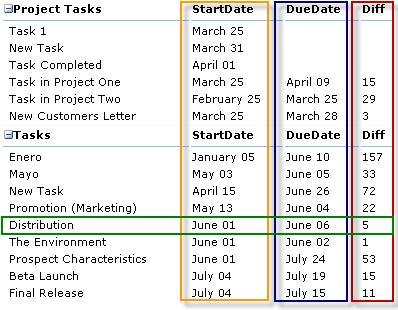 Project Tasks StartDate DueDate Diff
Task 1 March 25
New Task March 31
Task Completed April 01
Task in Project One March 25 April 09 15
Task in Project Two February 25 March 25 29
New Customers Letter March 25 March 28 3
Tasks StartDate DueDate Diff
Enero January 05 June 10 157
Mayo May 03 June 05 33
New Task April 15 June 26 72
Promotion (Marketing) May 13 June 04 22
Distribution June 01 June 06 5
The Environment June 01 June 02 1
Prospect Characteristics June 01 July 24 53
Beta Launch July 04 July 19 15
Final Release July 04 July 15 11